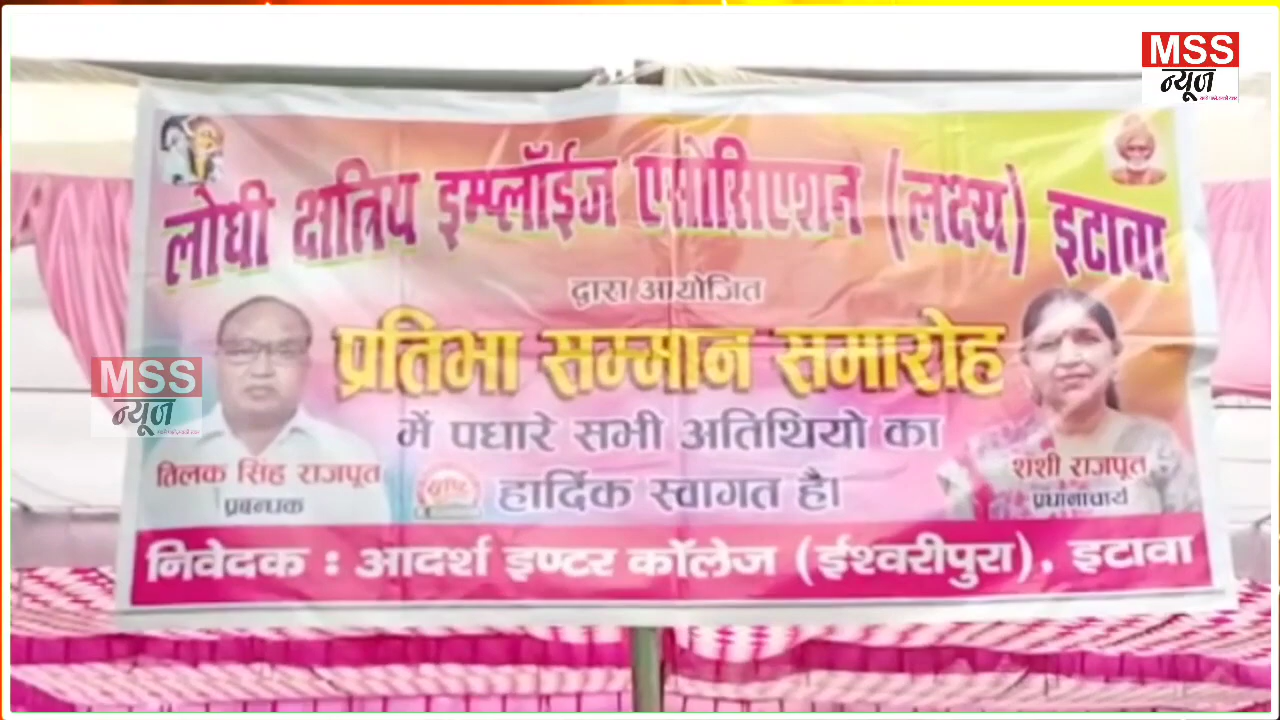 MSS
न्यूज
लोधी क्षत्रिय इम्प्लॉईज एसोसिएशन (लक्ष्य) इटावा
द्वारा आयोजित
प्रतिभा सम्मान समारोह
में पधारे सभी अतिथियो का
हार्दिक स्वागत है।
MSS
न्यूज
तिलक सिंह राजपूत
प्रबन्धक
शशी राजपूत
प्रधानाचार्य
निवेदक : आदर्श इण्टर कॉलेज (ईश्वरीपुरा), इटावा